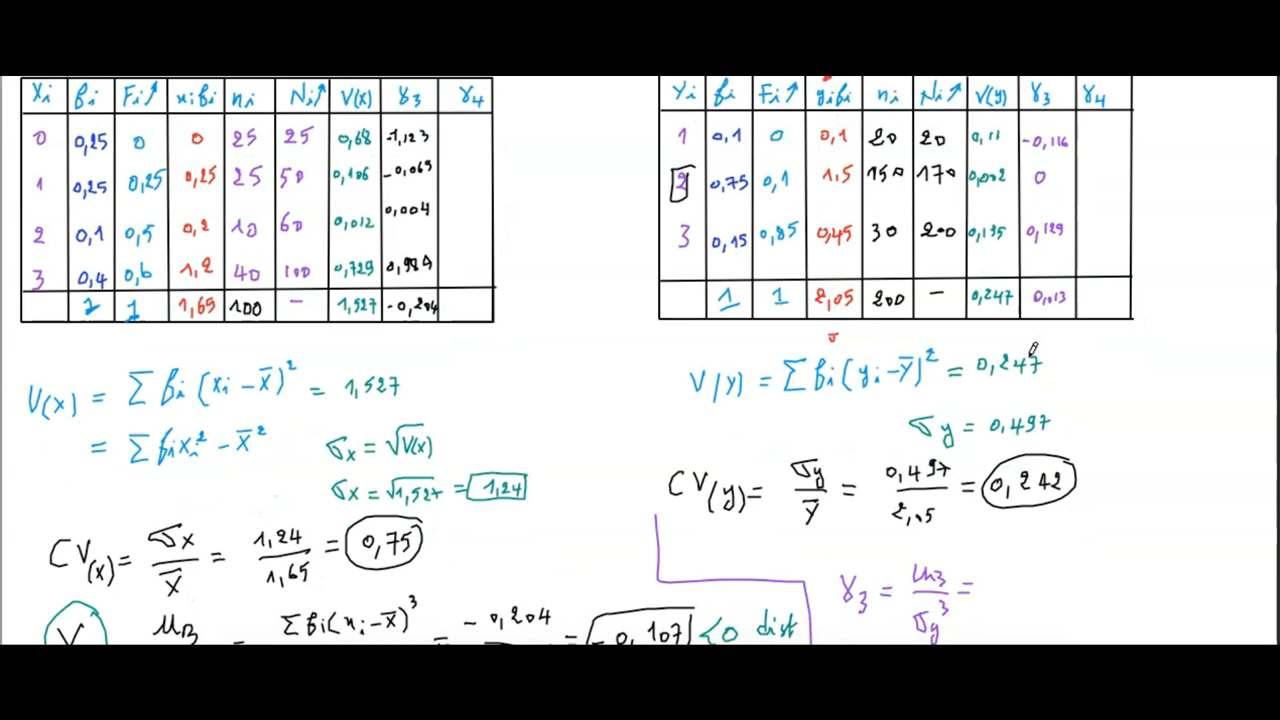 Xi fi Fi↑ xifi ni Ni↑ V(x) γ3 γ4
0 0,25 0 0 25 25 0,68 -1,123
1 0,25 0,25 0,25 25 50 0,106 -0,069
2 0,1 0,5 0,2 10 60 0,012 0,004
3 0,4 0,6 1,2 40 100 0,729 0,984
1 1 1,65 100 - 1,527 -0,204
V(x) = Σ fi (xi - x̄)² = 1,527
= Σ fi xi² - x̄²
σx = √V(x)
σx = √1,527 = 1,24
CV(x) = σx / x̄ = 1,24 / 1,65 = 0,75
μ3 = Σ fi (xi - x̄)³ = -0,204 = -0,107 <0 dist
Yi fi Fi↑ yifi ni Ni↑ V(y) γ3 γ4
1 0,1 0 0,1 20 20 0,11 -0,116
2 0,75 0,1 1.5 150 170 0,002 0
3 0,15 0,85 0,45 30 200 0,135 0,129
1 1 2,05 200 - 0,247 0,013
V(y) = Σ fi (yi - ȳ)² = 0,247
σy = 0,497
CV(y) = σy / ȳ = 0,497 / 2,05 = 0,242
γ3 = μ3 / σy³ =